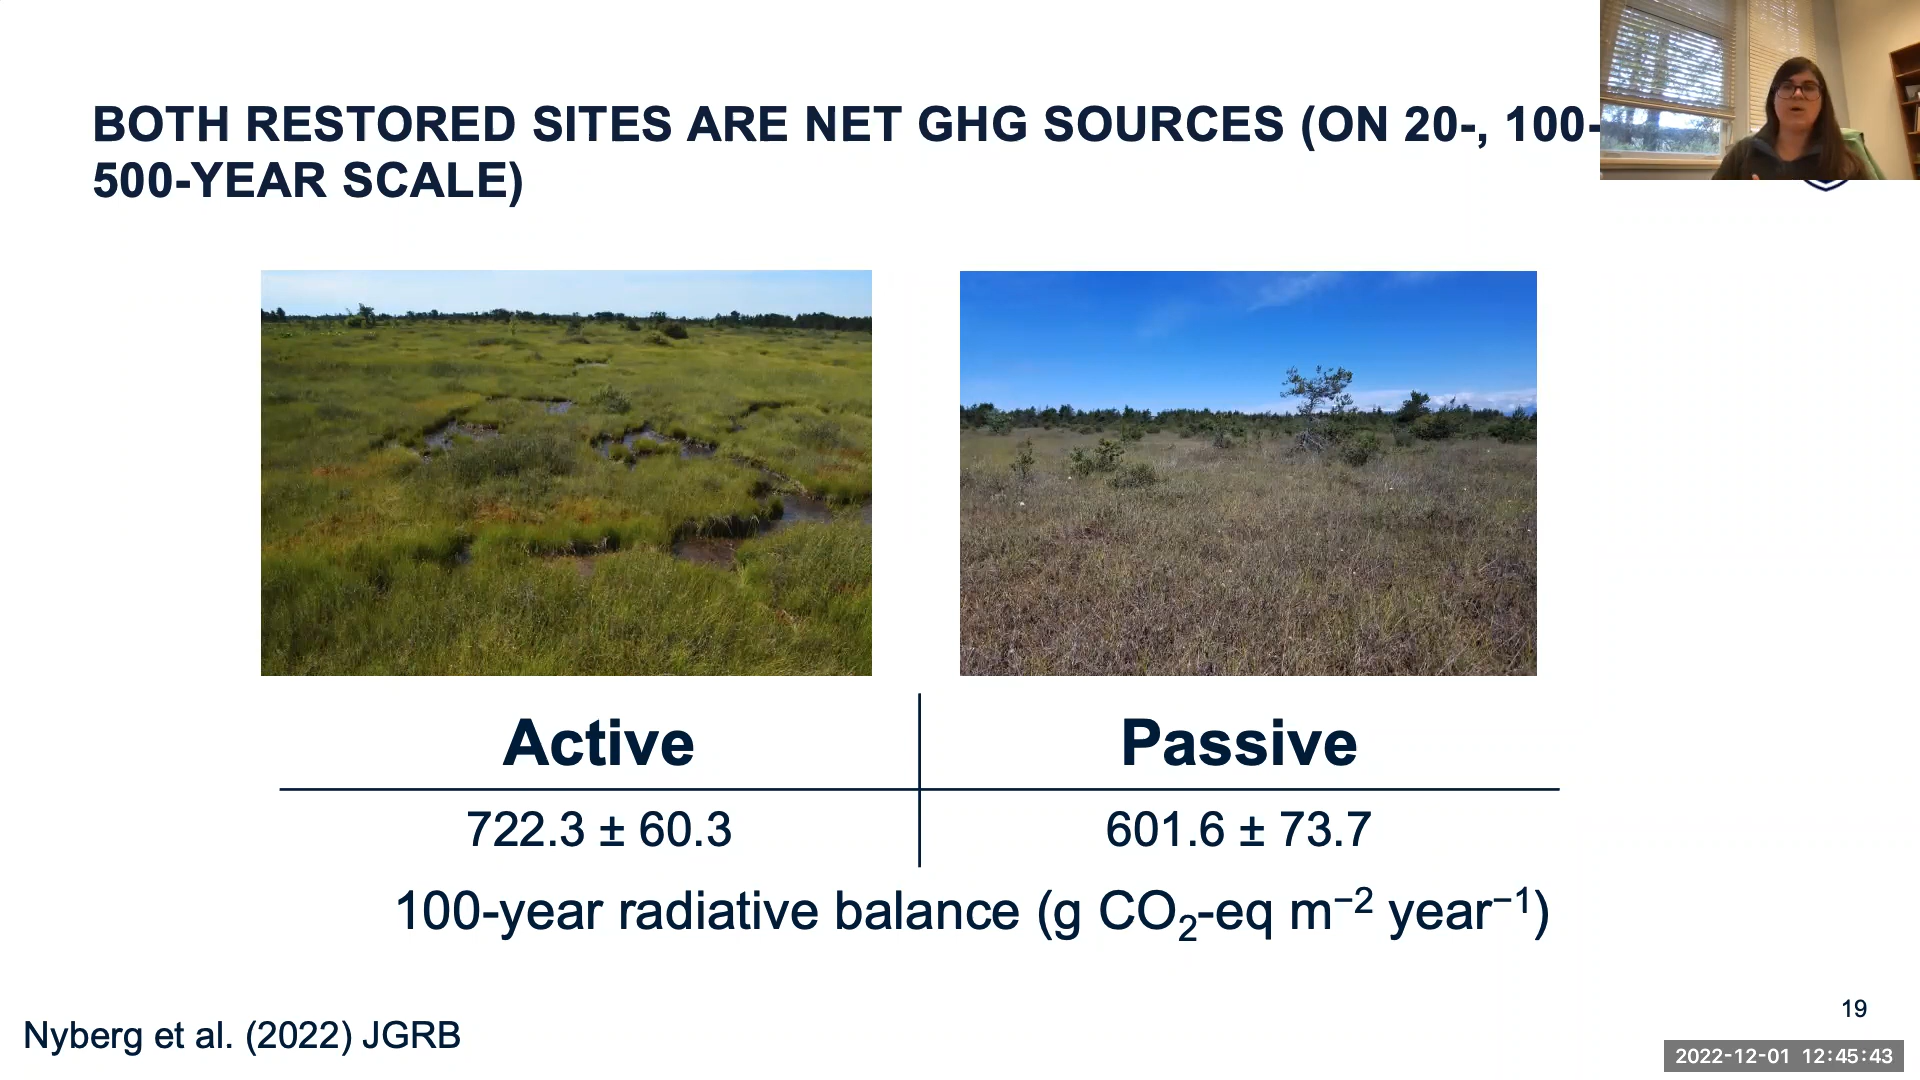 BOTH RESTORED SITES ARE NET GHG SOURCES (ON 20-, 100-
500-YEAR SCALE)
Active
Passive
722.3 ± 60.3
601.6 ± 73.7
100-year radiative balance (g CO₂-eq m⁻² year⁻¹)
19
Nyberg et al. (2022) JGRB
2022-12-01 12:45:43